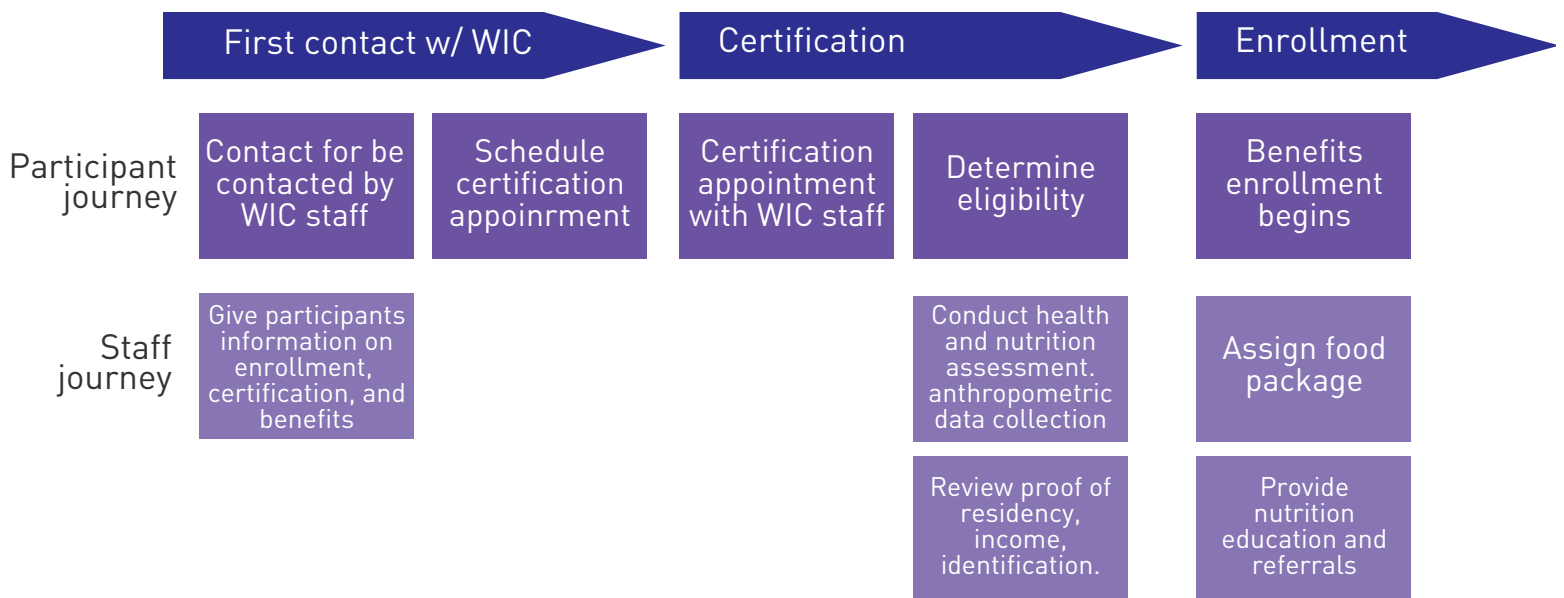 First contact w/ WIC
Certification
Enrollment
Participant
journey
Contact for be
contacted by
WIC staff
Schedule
certification
appoinrment
Certification
appointment
with WIC staff
Determine
eligibility
Benefits
enrollment
begins
Staff
journey
Give participants
information on
enrollment,
certification, and
benefits
Conduct health
and nutrition
assessment.
anthropometric
data collection
Assign food
package
Review proof of
residency,
income,
identification.
Provide
nutrition
education and
referrals